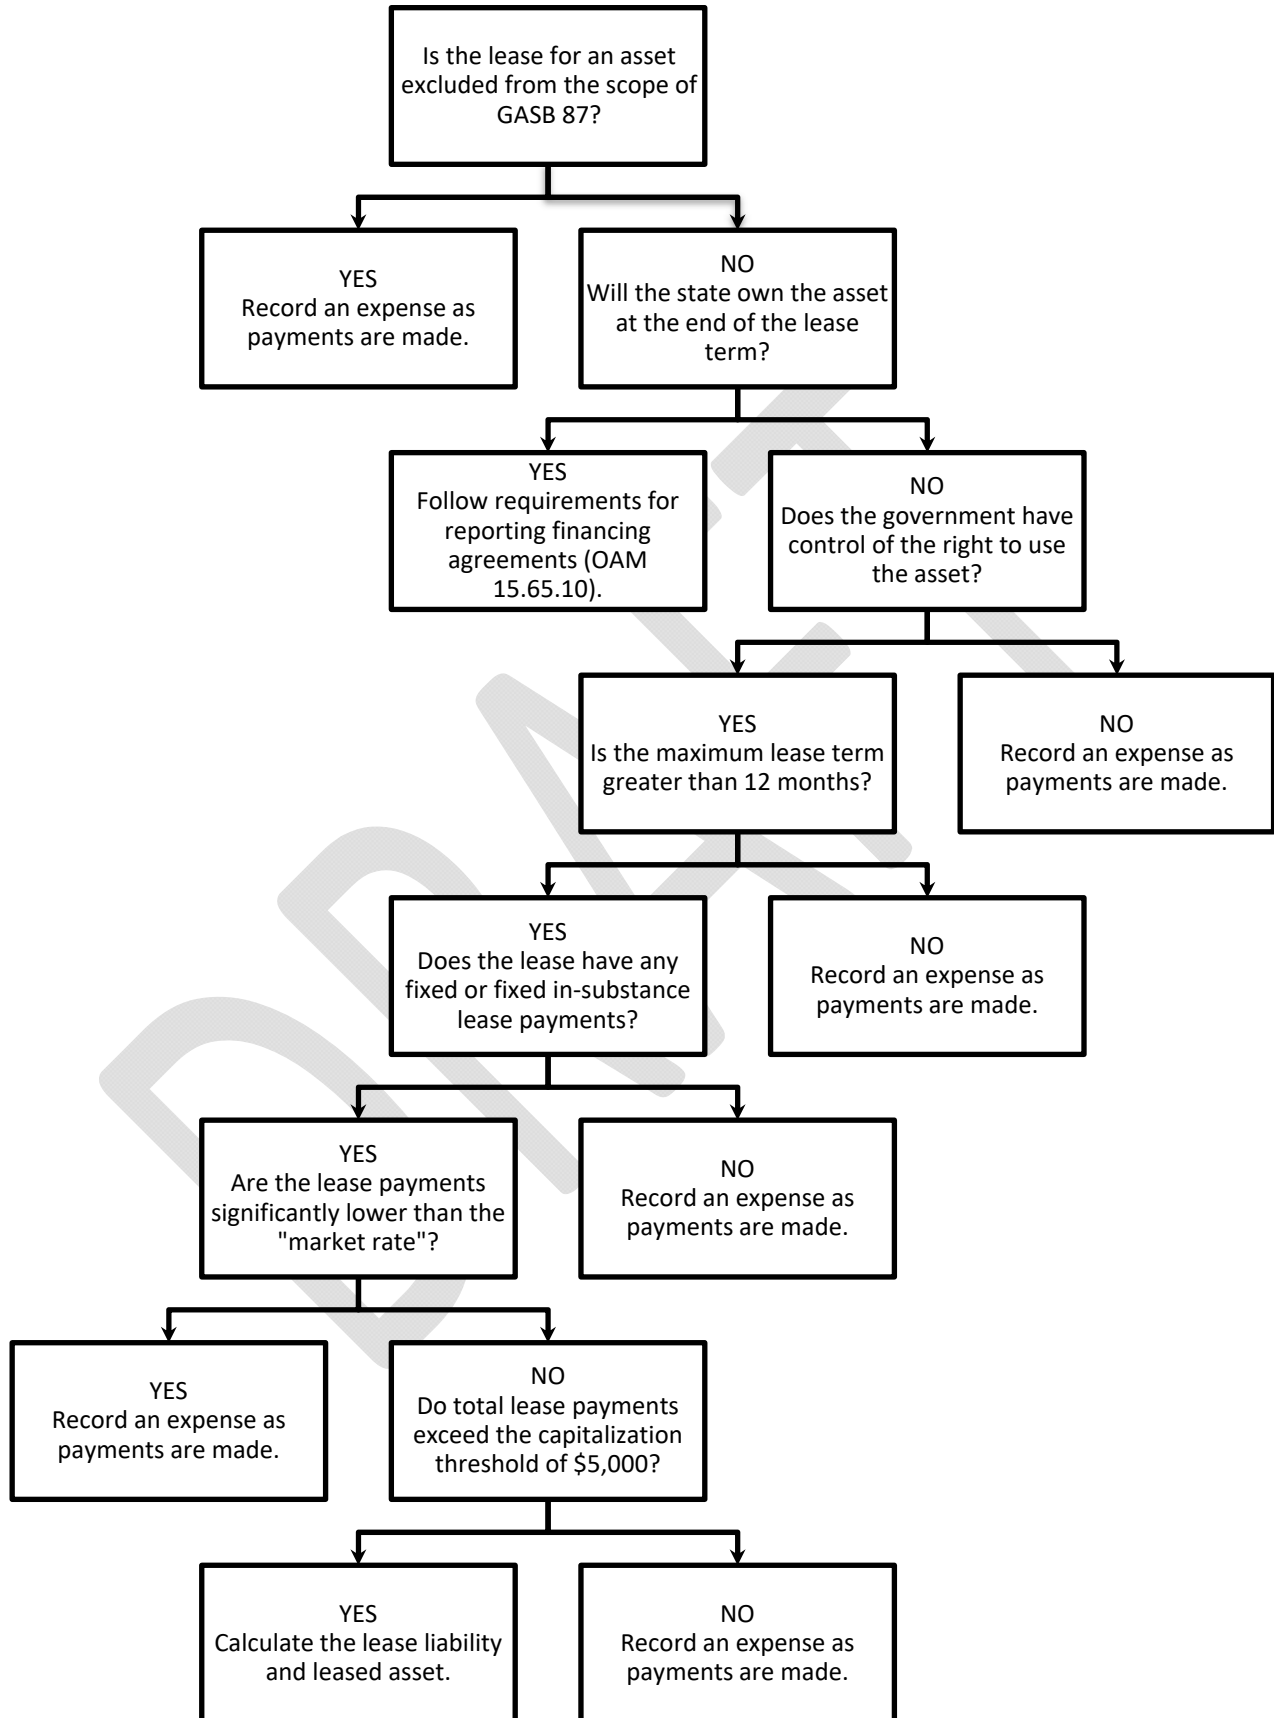 Is the lease for an asset
excluded from the scope of
GASB 87?
YES
Record an expense as
payments are made.
NO
Will the state own the asset
at the end of the lease
term?
YES
Follow requirements for
reporting financing
agreements (OAM
15.65.10).
NO
Does the government have
control of the right to use
the asset?
YES
Is the maximum lease term
greater than 12 months?
NO
Record an expense as
payments are made.
YES
Does the lease have any
fixed or fixed in-substance
lease payments?
NO
Record an expense as
payments are made.
YES
Are the lease payments
significantly lower than the
"market rate"?
NO
Record an expense as
payments are made.
YES
Record an expense as
payments are made.
NO
Do total lease payments
exceed the capitalization
threshold of $5,000?
YES
Calculate the lease liability
and leased asset.
NO
Record an expense as
payments are made.
DRAFT